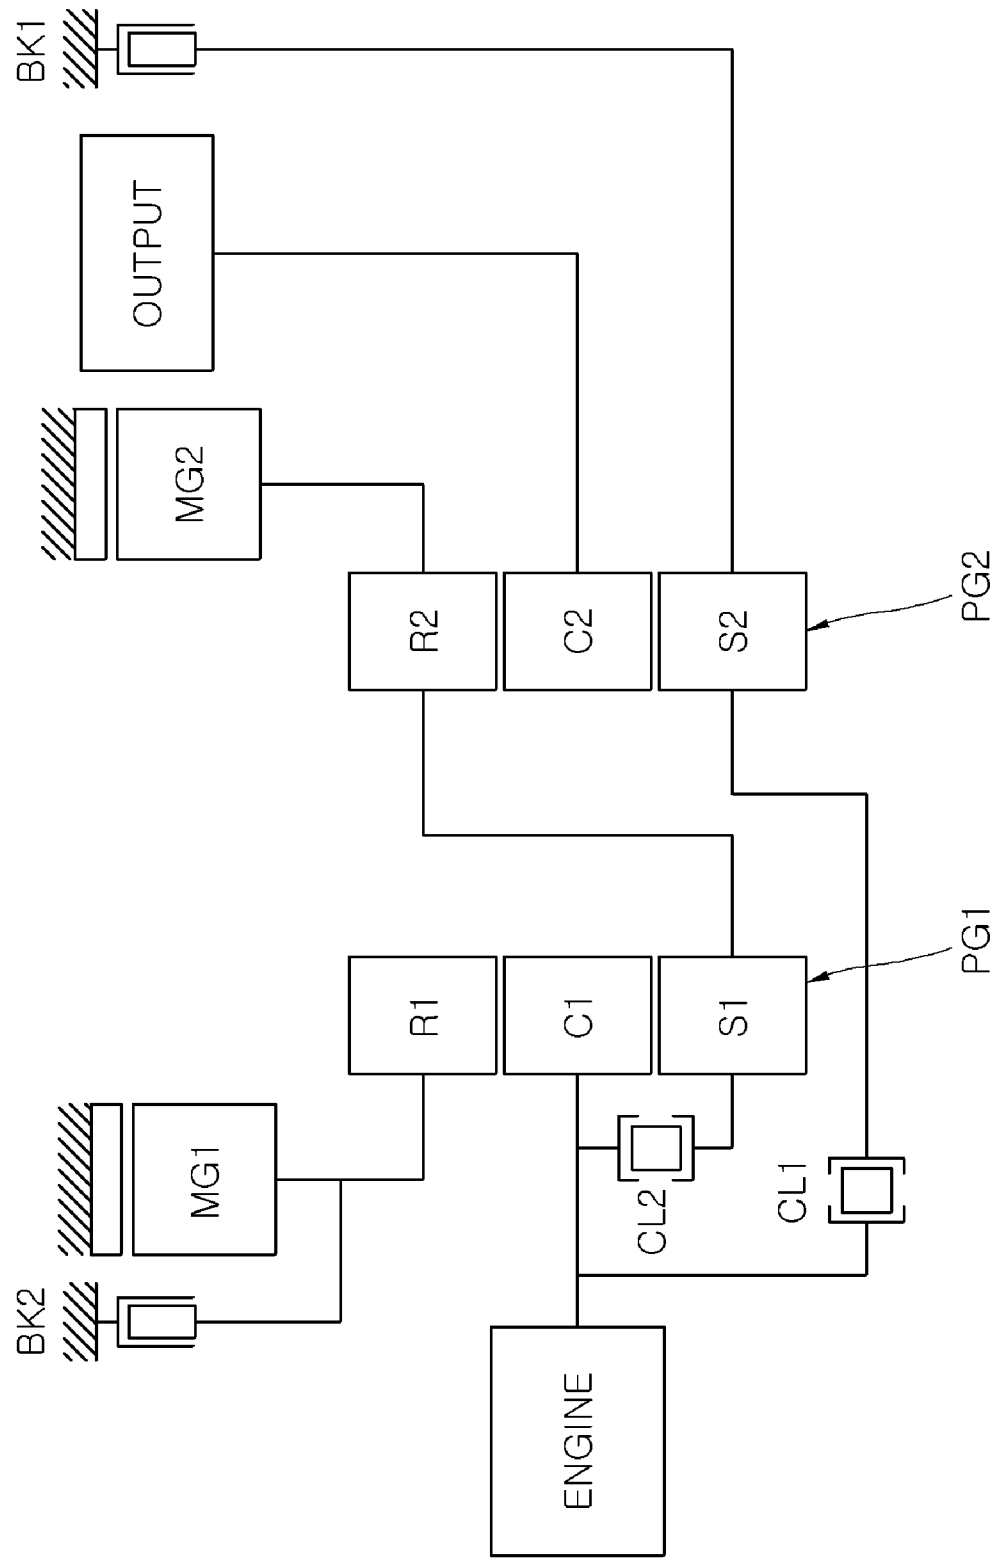 BK2
MG1
MG2
OUTPUT
BK1
R1
R2
ENGINE
C1
C2
CL2
S1
S2
CL1
PG1
PG2